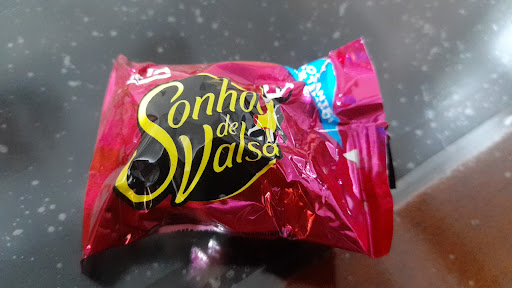 Sonho
de
Valsa